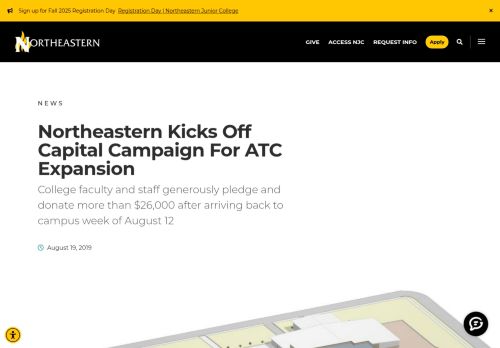 Sign up for Fall 2025 Registration Day Registration Day | Northeastern Junior College ×
NORTHEASTERN GIVE ACCESS NJC REQUEST INFO Apply
NEWS
Northeastern Kicks Off
Capital Campaign For ATC
Expansion
College faculty and staff generously pledge and
donate more than $26,000 after arriving back to
campus week of August 12
August 19, 2019